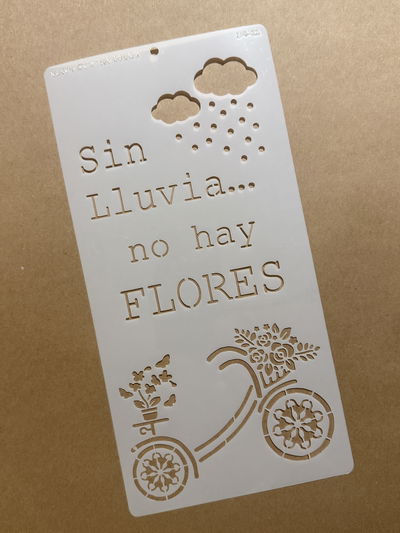 Sin
Lluvia...
no hay
FLORES